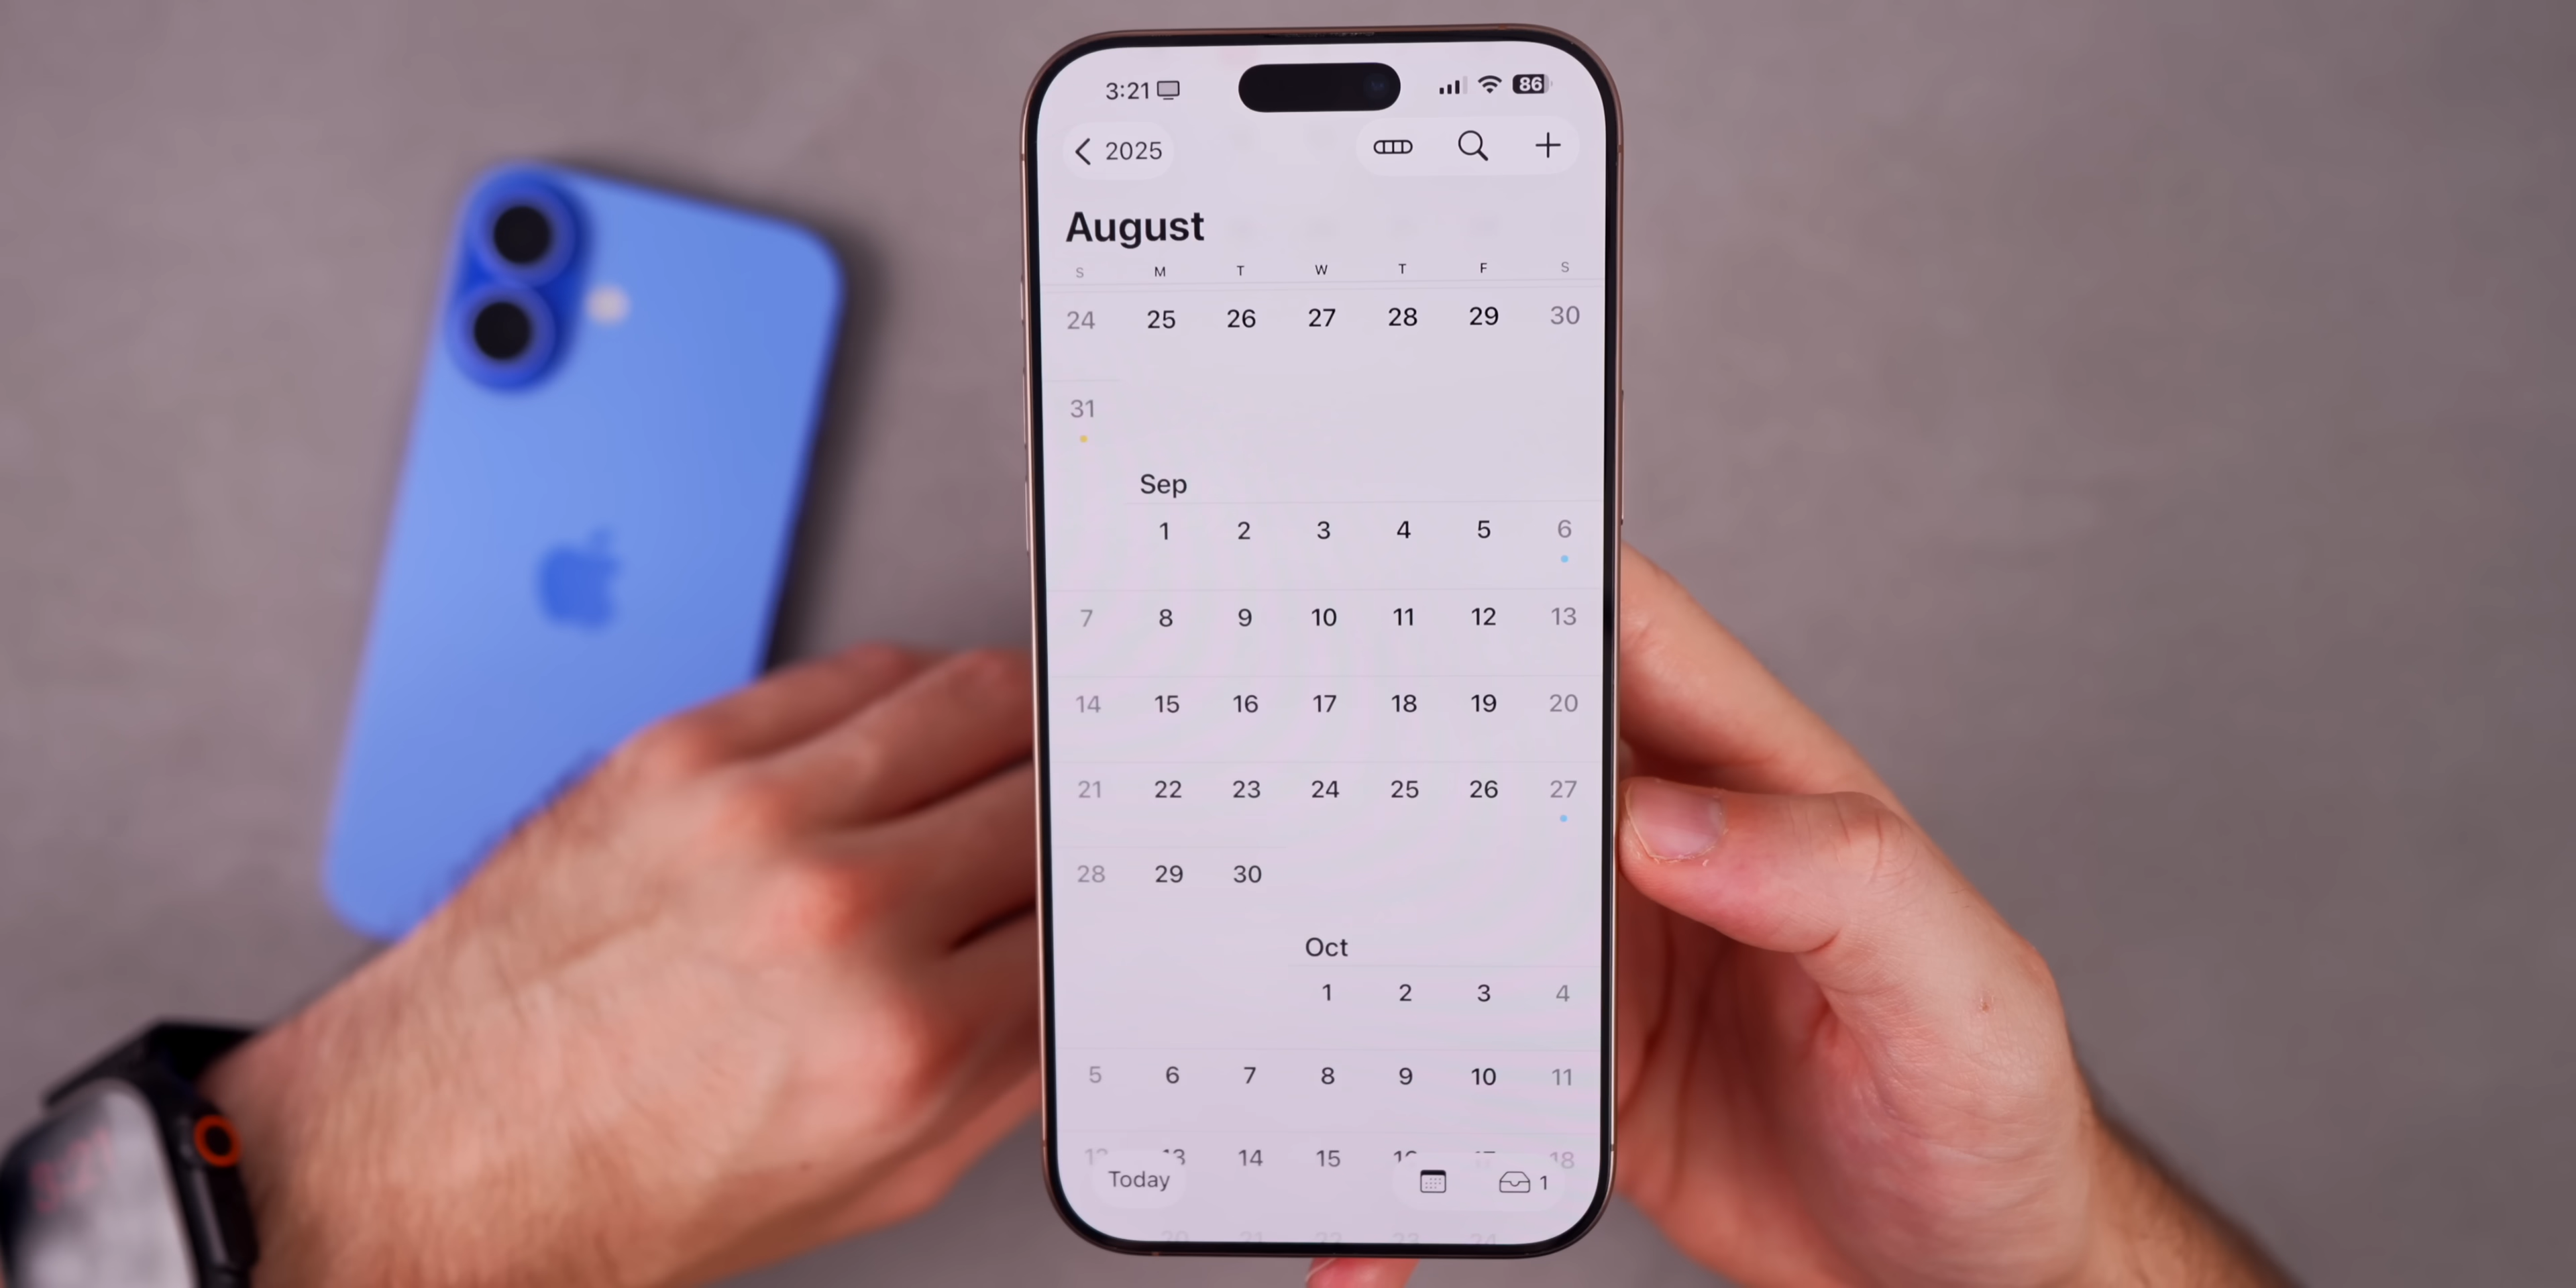 3:21 86
2025
August
S M T W T F S
24 25 26 27 28 29 30
31
Sep
1 2 3 4 5 6
7 8 9 10 11 12 13
14 15 16 17 18 19 20
21 22 23 24 25 26 27
28 29 30
Oct
1 2 3 4
5 6 7 8 9 10 11
14 15 18
Today 1